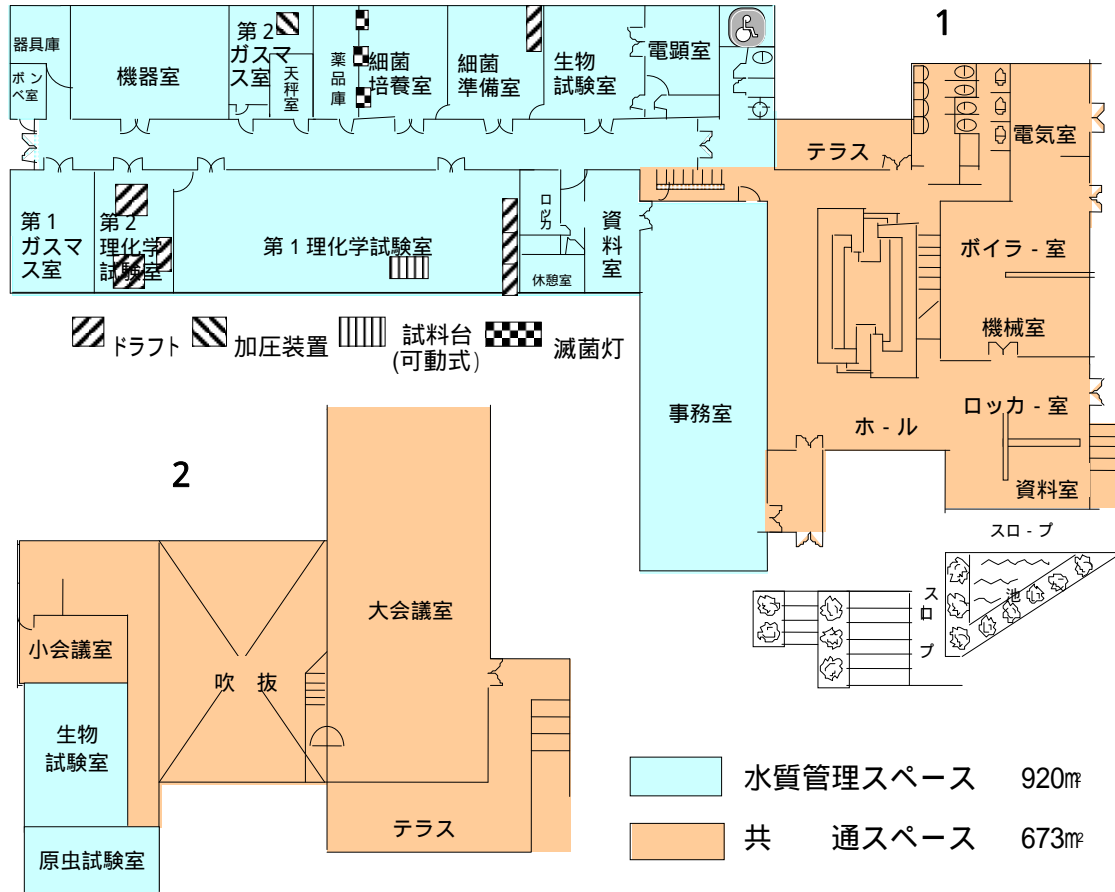 1
器具庫
ボン
ベ室
機器室
第2
ガスマ
ス室
天秤室
薬品庫
細菌
培養室
細菌
準備室
生物
試験室
電顕室
テラス
電気室
第1
ガスマ
ス室
第2
理化学
試験室
第1理化学試験室
ロッカ
休憩室
資料室
ボイラ-室
機械室
ドラフト
加圧装置
試料台
(可動式)
滅菌灯
事務室
ホ-ル
ロッカ-室
資料室
スロ-プ
スロ プ
池
2
大会議室
小会議室
吹 抜
生物
試験室
原虫試験室
テラス
水質管理スペース 920㎡
共 通スペース 673㎡